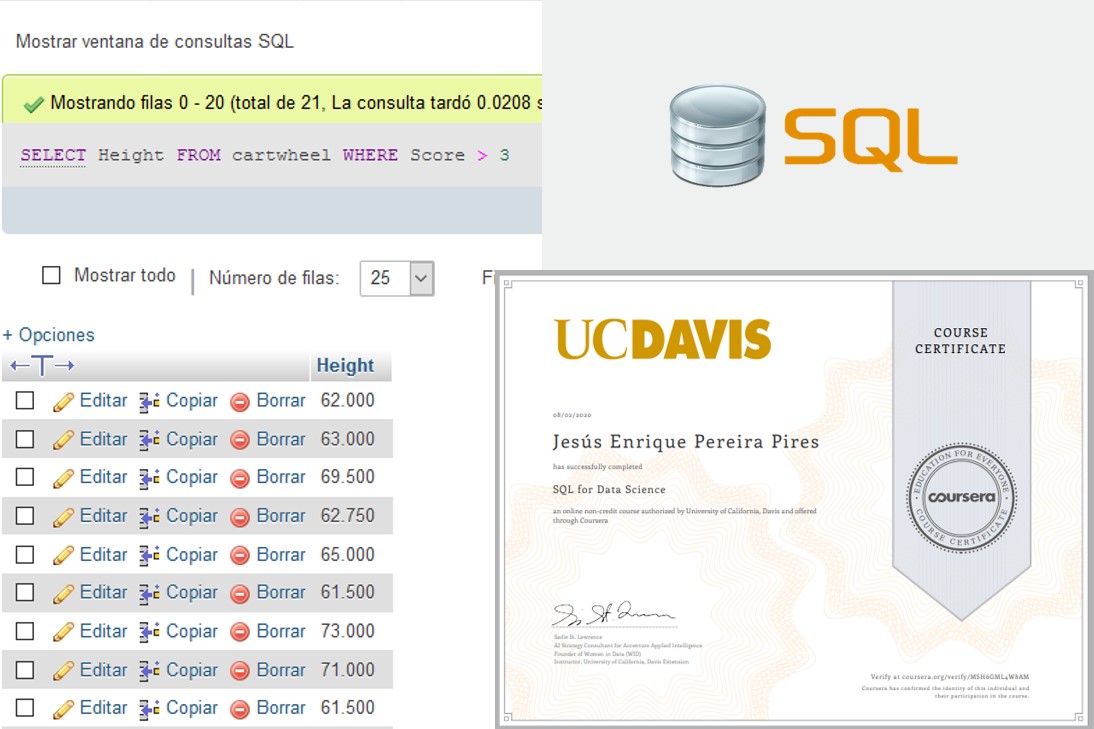 Mostrar ventana de consultas SQL
Mostrando filas 0 - 20 (total de 21, La consulta tardó 0.0208 s
SELECT Height FROM cartwheel WHERE Score > 3
Mostrar todo
Número de filas: 25
+ Opciones
Height
Editar Copiar Borrar 62.000
Editar Copiar Borrar 63.000
Editar Copiar Borrar 69.500
Editar Copiar Borrar 62.750
Editar Copiar Borrar 65.000
Editar Copiar Borrar 61.500
Editar Copiar Borrar 73.000
Editar Copiar Borrar 71.000
Editar Copiar Borrar 61.500
SQL
UCDAVIS
08/02/2020
Jesús Enrique Pereira Pires
has successfully completed
SQL for Data Science
an online non-credit course authorized by University of California, Davis and offered
through Coursera
Sadie St. Lawrence
AI Strategy Consultant for Accenture Applied Intelligence
Founder of Women in Data (WID)
Instructor, University of California, Davis Extension
COURSE
CERTIFICATE
EDUCATION FOR EVERYONE
coursera
COURSE CERTIFICATE
Verify at coursera.org/verify/MSH6GML4W8AM
Coursera has confirmed the identity of this individual and
their participation in the course.